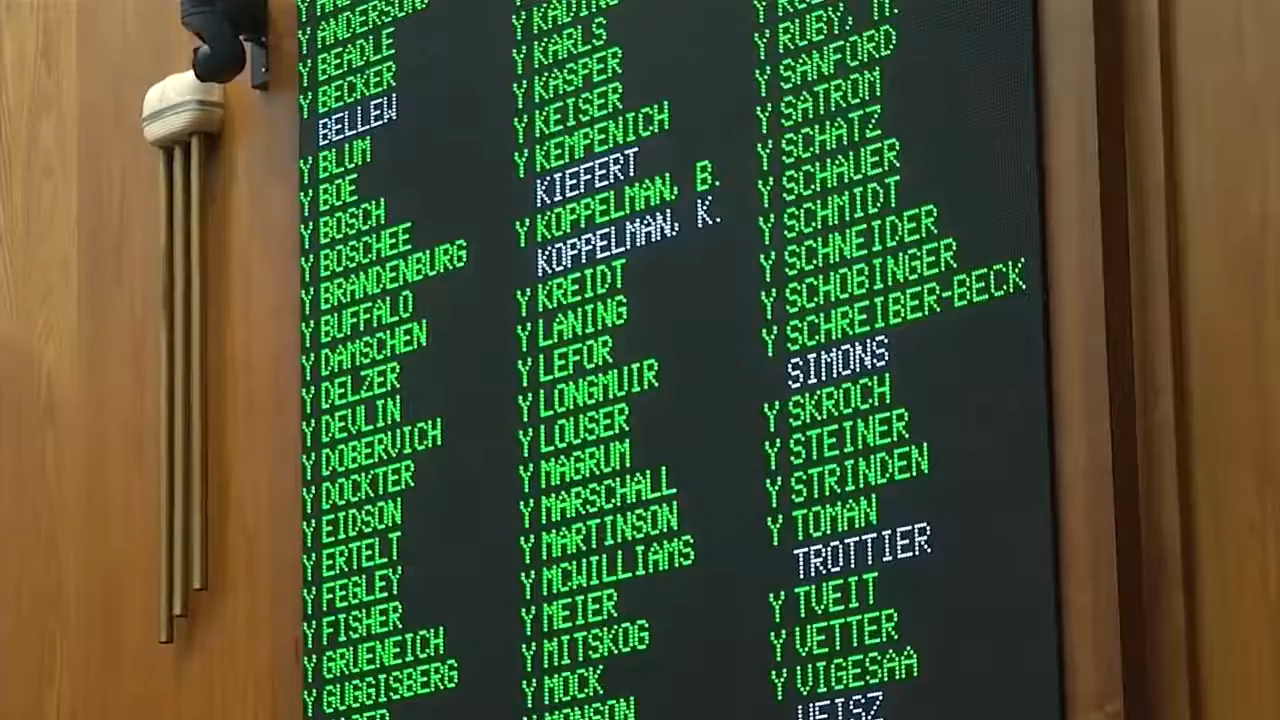 Y ANDERSON
Y BEADLE
Y BECKER
BELLEW
Y BLUM
Y BOE
Y BOSCH
Y BOSCHEE
Y BRANDENBURG
Y BUFFALO
Y DAMSCHEN
Y DELZER
Y DEVLIN
Y DOBERVICH
Y DOCKTER
Y EIDSON
Y ERTELT
Y FEGLEY
Y FISHER
Y GRUENEICH
Y GUGGISBERG
Y KARLS
Y KASPER
Y KEISER
Y KEMPENICH
KIEFERT
Y KOPPELMAN, B.
KOPPELMAN, K.
Y KREIDT
Y LANING
Y LEFOR
Y LONGMUIR
Y LOUSER
Y MAGRUM
Y MARSCHALL
Y MARTINSON
Y MCWILLIAMS
Y MEIER
Y MITSKOG
Y MOCK
Y RUBY,
Y SANFORD
Y SATROM
Y SCHATZ
Y SCHAUER
Y SCHMIDT
Y SCHNEIDER
Y SCHOBINGER
Y SCHREIBER-BECK
SIMONS
Y SKROCH
Y STEINER
Y STRINDEN
Y TOMAN
TROTTIER
Y TVEIT
Y VETTER
Y VIGESAA